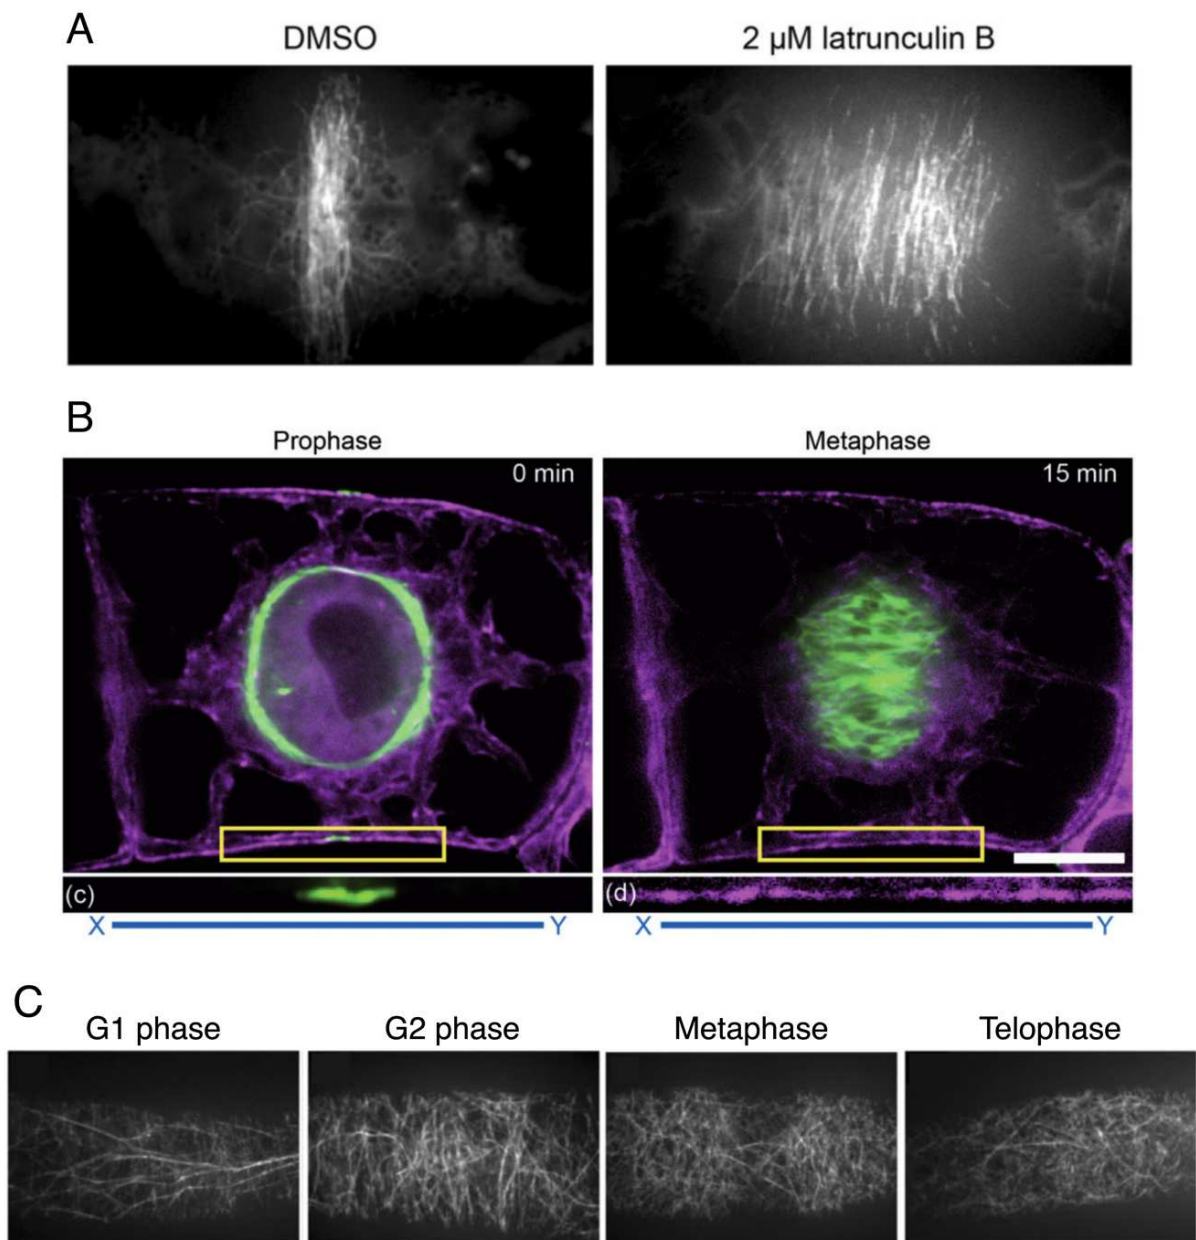 A
DMSO
2 µM latrunculin B
B
Prophase
Metaphase
0 min
15 min
(c)
(d)
X
Y
X
Y
C
G1 phase
G2 phase
Metaphase
Telophase